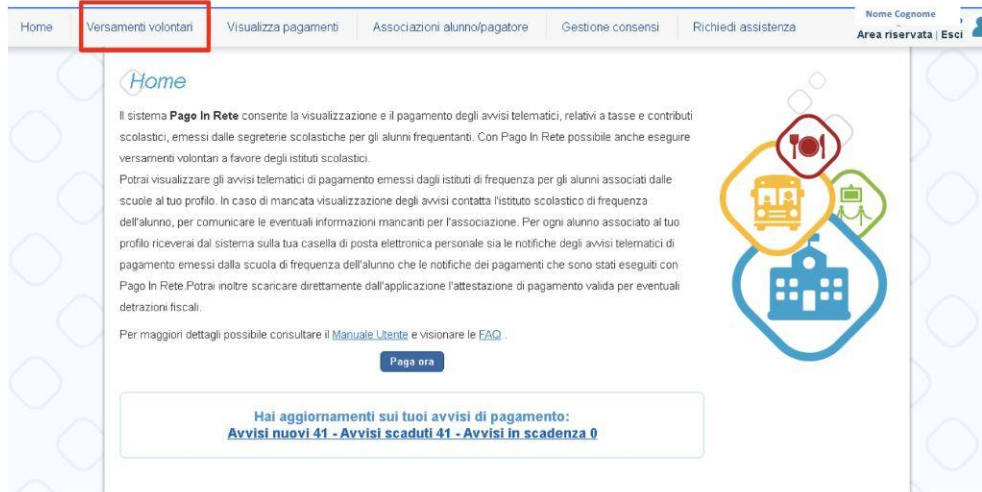 Home Versamenti volontari Visualizza pagamenti Associazioni alunno/pagatore Gestione consensi Richiedi assistenza
Nome Cognome
Area riservata | Esci
Home
Il sistema Pago In Rete consente la visualizzazione e il pagamento degli avvisi telematici, relativi a tasse e contributi
scolastici, emessi dalle segreterie scolastiche per gli alunni frequentanti. Con Pago In Rete possibile anche eseguire
versamenti volontari a favore degli istituti scolastici.
Potrai visualizzare gli avvisi telematici di pagamento emessi dagli istituti di frequenza per gli alunni associati dalle
scuole al tuo profilo. In caso di mancata visualizzazione degli avvisi contatta l'istituto scolastico di frequenza
dell'alunno, per comunicare le eventuali informazioni mancanti per l'associazione. Per ogni alunno associato al tuo
profilo riceverai dal sistema sulla tua casella di posta elettronica personale sia le notifiche degli avvisi telematici di
pagamento emessi dalla scuola di frequenza dell'alunno che le notifiche dei pagamenti che sono stati eseguiti con
Pago In Rete.Potrai inoltre scaricare direttamente dall'applicazione l'attestazione di pagamento valida per eventuali
detrazioni fiscali.
Per maggiori dettagli possibile consultare il Manuale Utente e visionare le FAQ .
Paga ora
Hai aggiornamenti sui tuoi avvisi di pagamento:
Avvisi nuovi 41 - Avvisi scaduti 41 - Avvisi in scadenza 0